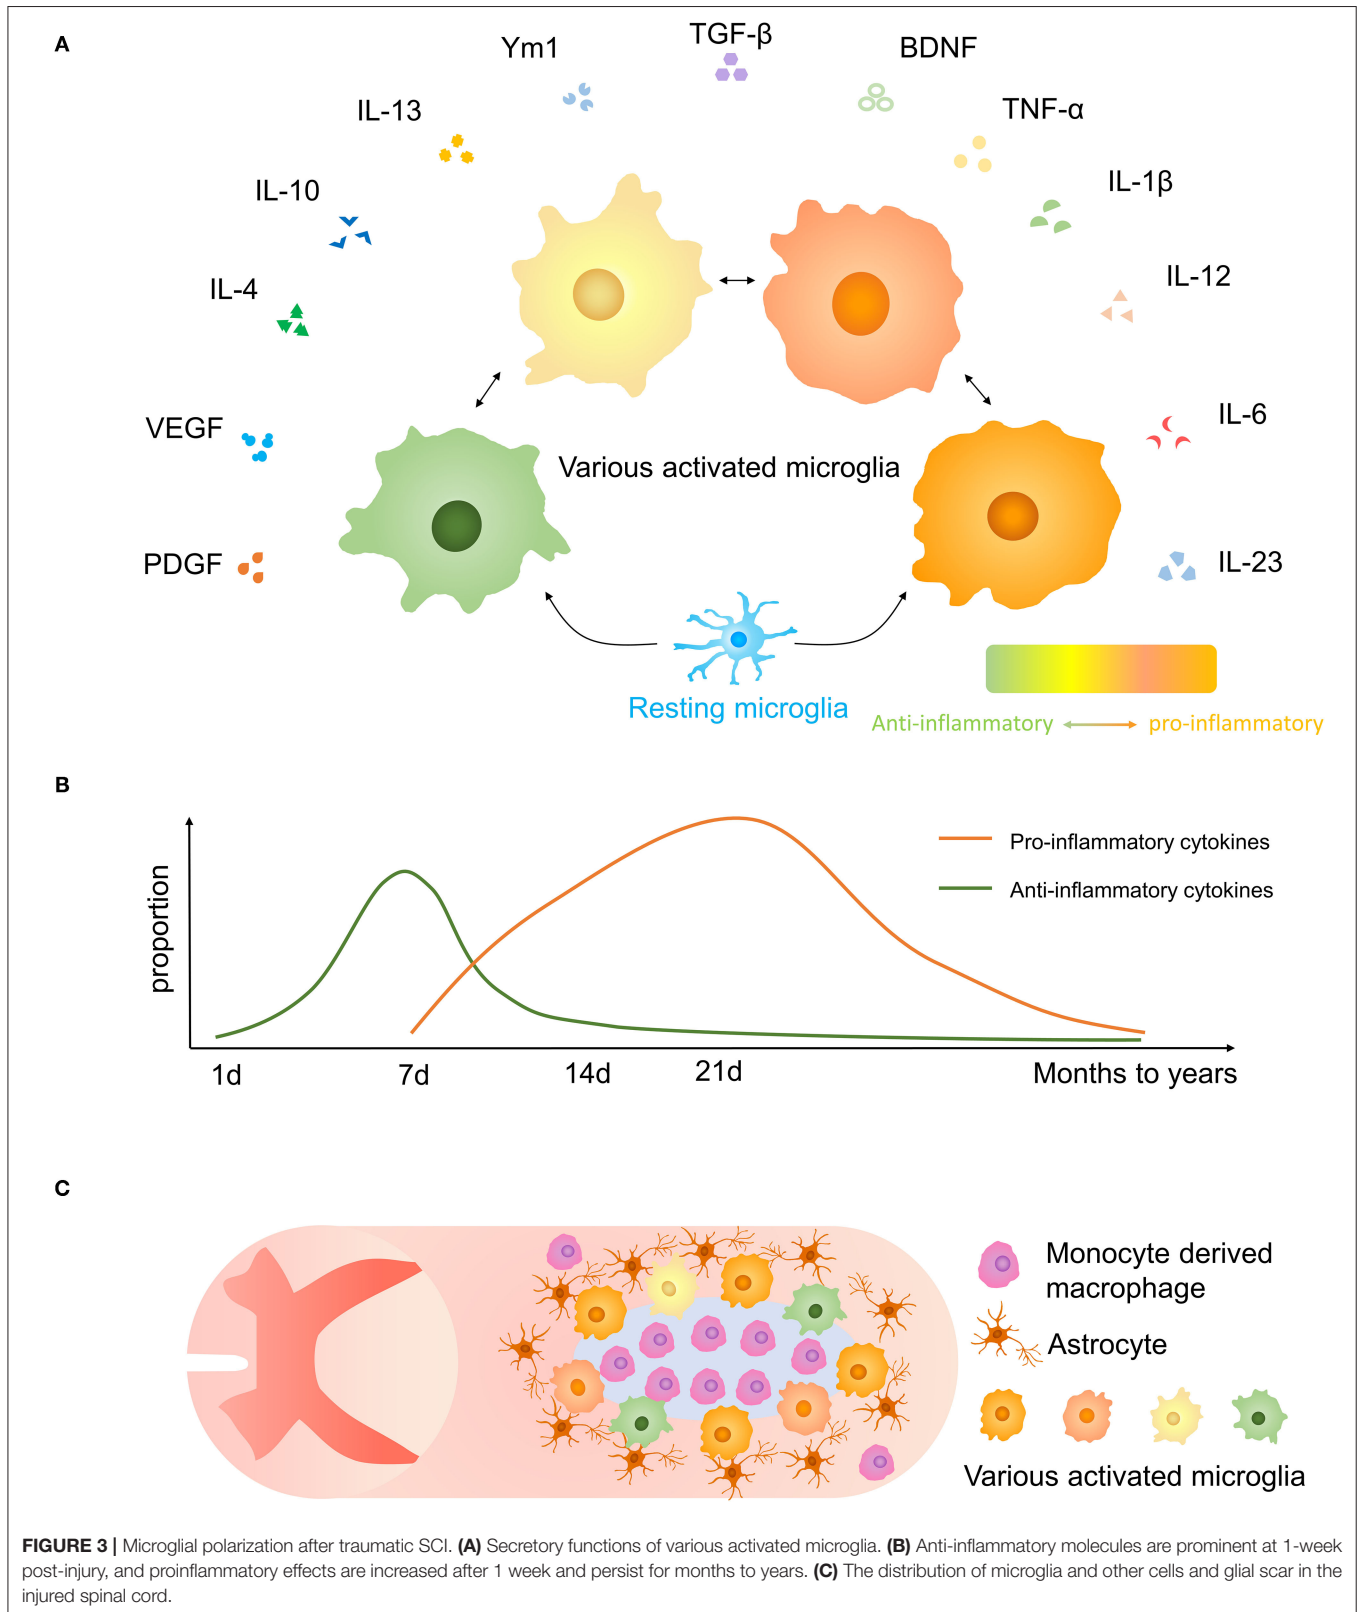 A
Ym1
TGF-β
BDNF
IL-13
TNF-α
IL-10
IL-1β
IL-4
IL-12
VEGF
IL-6
Various activated microglia
PDGF
IL-23
Resting microglia
Anti-inflammatory
pro-inflammatory
B
proportion
Pro-inflammatory cytokines
Anti-inflammatory cytokines
1d
7d
14d
21d
Months to years
C
Monocyte derived
macrophage
Astrocyte
Various activated microglia
FIGURE 3 | Microglial polarization after traumatic SCI. (A) Secretory functions of various activated microglia. (B) Anti-inflammatory molecules are prominent at 1-week
post-injury, and proinflammatory effects are increased after 1 week and persist for months to years. (C) The distribution of microglia and other cells and glial scar in the
injured spinal cord.